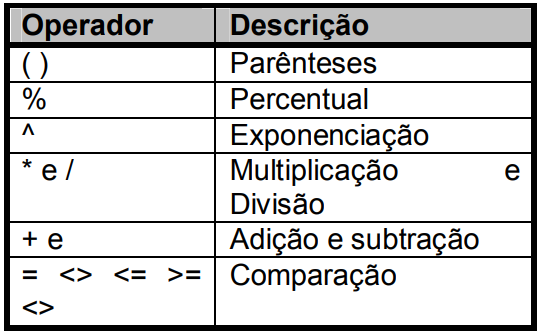 Operador Descrição
( ) Parênteses
% Percentual
^ Exponenciação
* e / Multiplicação e
Divisão
+ e Adição e subtração
= <> <= >= Comparação
<>